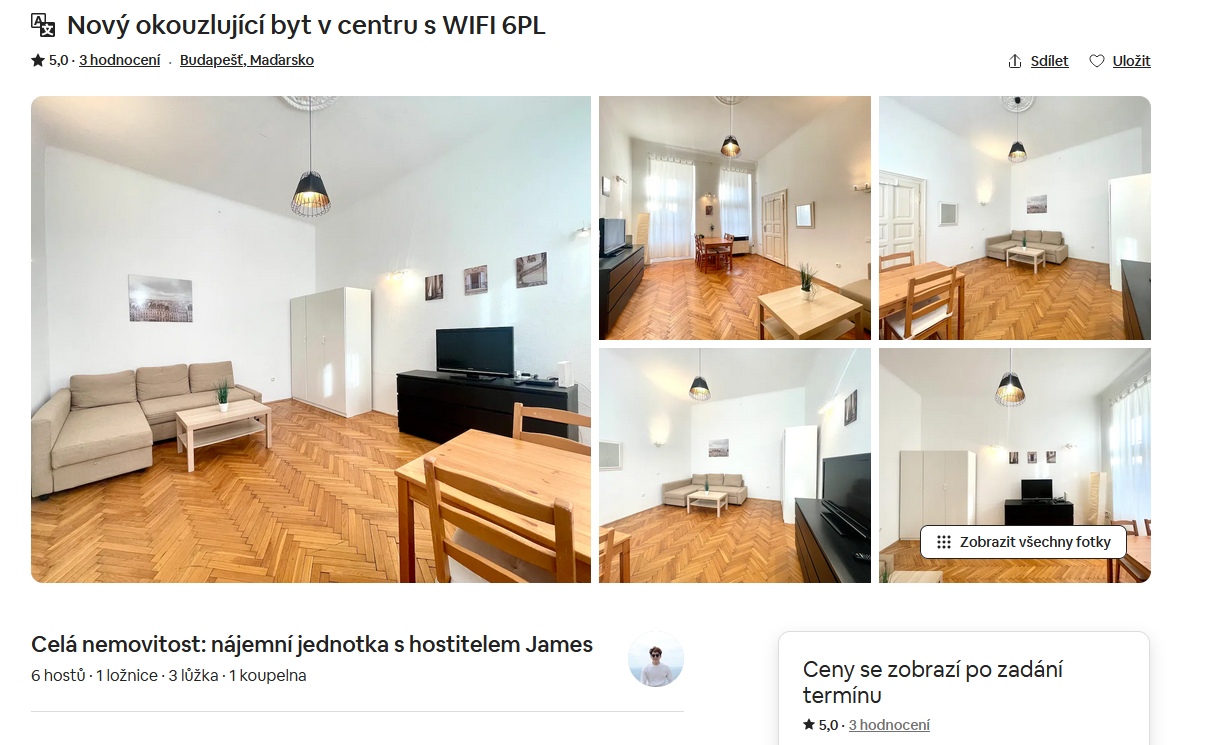 Nový okouzlující byt v centru s WIFI 6PL
5,0 · 3 hodnocení · Budapešť, Maďarsko
Sdílet
Uložit
Zobrazit všechny fotky
Celá nemovitost: nájemní jednotka s hostitelem James
6 hostů · 1 ložnice · 3 lůžka · 1 koupelna
Ceny se zobrazí po zadání
termínu
5,0 · 3 hodnocení